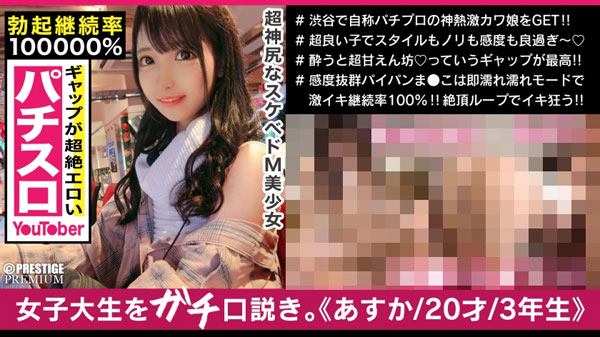 勃起継続率
100000%
ギャップが超絶エロい
パチスロ
YouTober
超神尻なスケベドM美少女
# 渋谷で自称パチプロの神熱激カワ娘をGET!!
# 超良い子でスタイルもノリも感度も良過ぎ～♡
# 酔うと超甘えん坊♡っていうギャップが最高!!
# 感度抜群パイパンま●こは即濡れ濡れモードで
激イキ継続率100%!!絶頂ループでイキ狂う!!
PRESTIGE
PREMIUM
女子大生をガチ口説き。《あすか/20才/3年生》